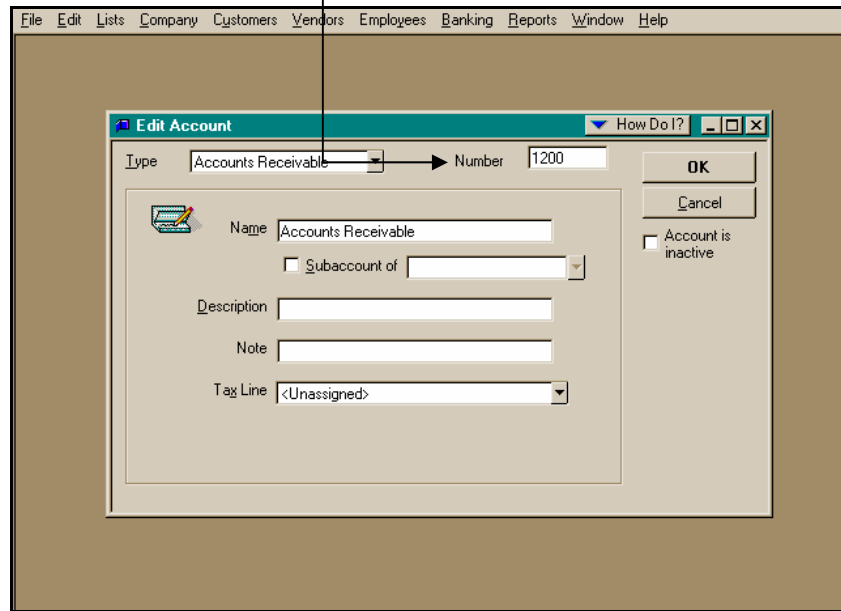 File Edit Lists Company Customers Vendors Employees Banking Reports Window Help
Edit Account How Do I?
Type Accounts Receivable Number 1200
OK
Cancel
Name Accounts Receivable
Account is inactive
Subaccount of
Description
Note
Tax Line <Unassigned>